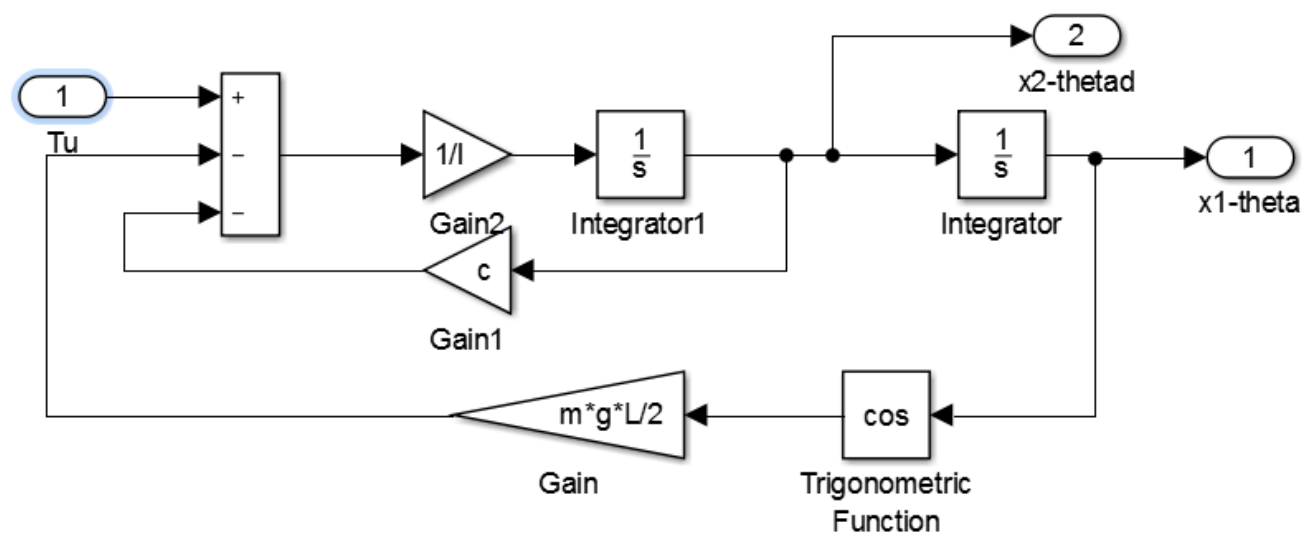 2
x2-thetad
1
Tu
+
−
−
1/I
Gain2
1
s
Integrator1
1
s
Integrator
1
x1-theta
c
Gain1
m*g*L/2
Gain
cos
Trigonometric
Function